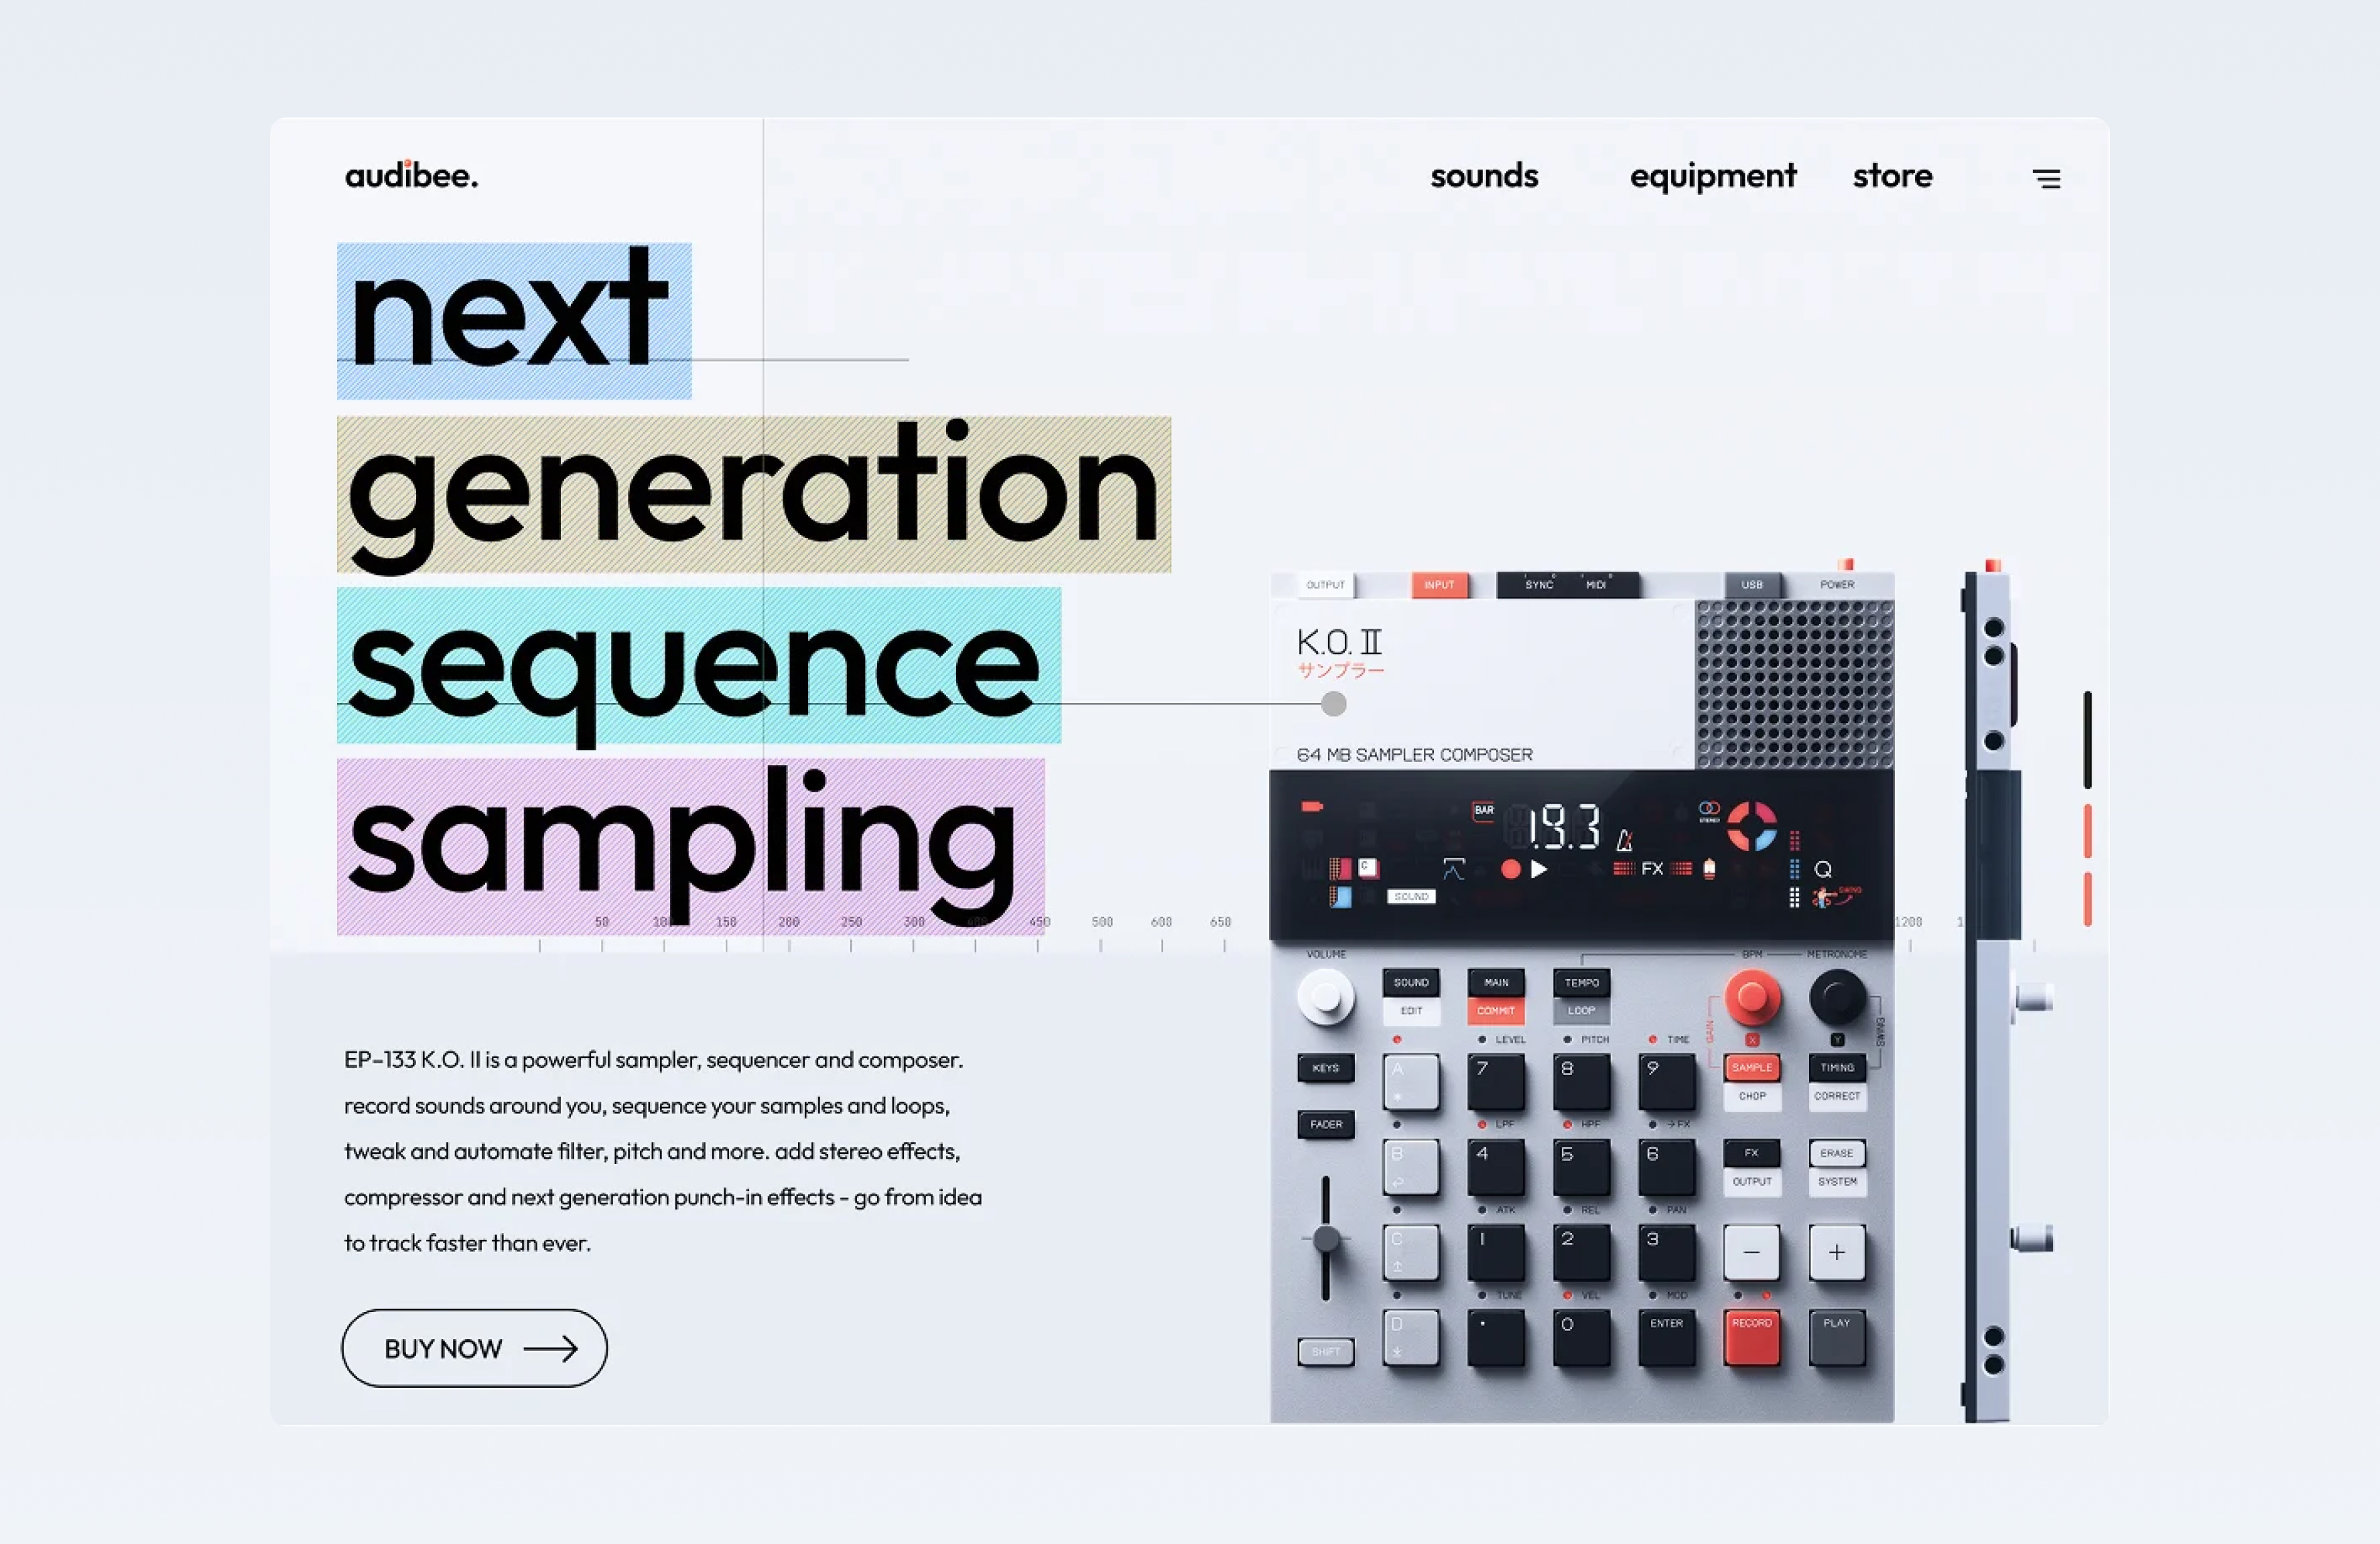 audibee.
sounds equipment store
next
generation
sequence
sampling
50 100 150 200 250 300 400 450 500 600 650
1200
EP-133 K.O. II is a powerful sampler, sequencer and composer.
record sounds around you, sequence your samples and loops,
tweak and automate filter, pitch and more. add stereo effects,
compressor and next generation punch-in effects - go from idea
to track faster than ever.
BUY NOW
OUTPUT INPUT SYNC MIDI USB POWER
K.O. II
サンプラー
64 MB SAMPLER COMPOSER
BAR 1.9.3 STEREO
C FX Q
SOUND SWING
VOLUME BPM METRONOME
SOUND MAIN TEMPO
EDIT COMMIT LOOP
GAIN SWING
LEVEL PITCH TIME X Y
KEYS A 7 8 9 SAMPLE TIMING
CHOP CORRECT
FADER LPF HPF →FX
B 4 5 6 FX ERASE
OUTPUT SYSTEM
ATK REL PAN
C 1 2 3 − +
TUNE VEL MOD
D . 0 ENTER RECORD PLAY
SHIFT